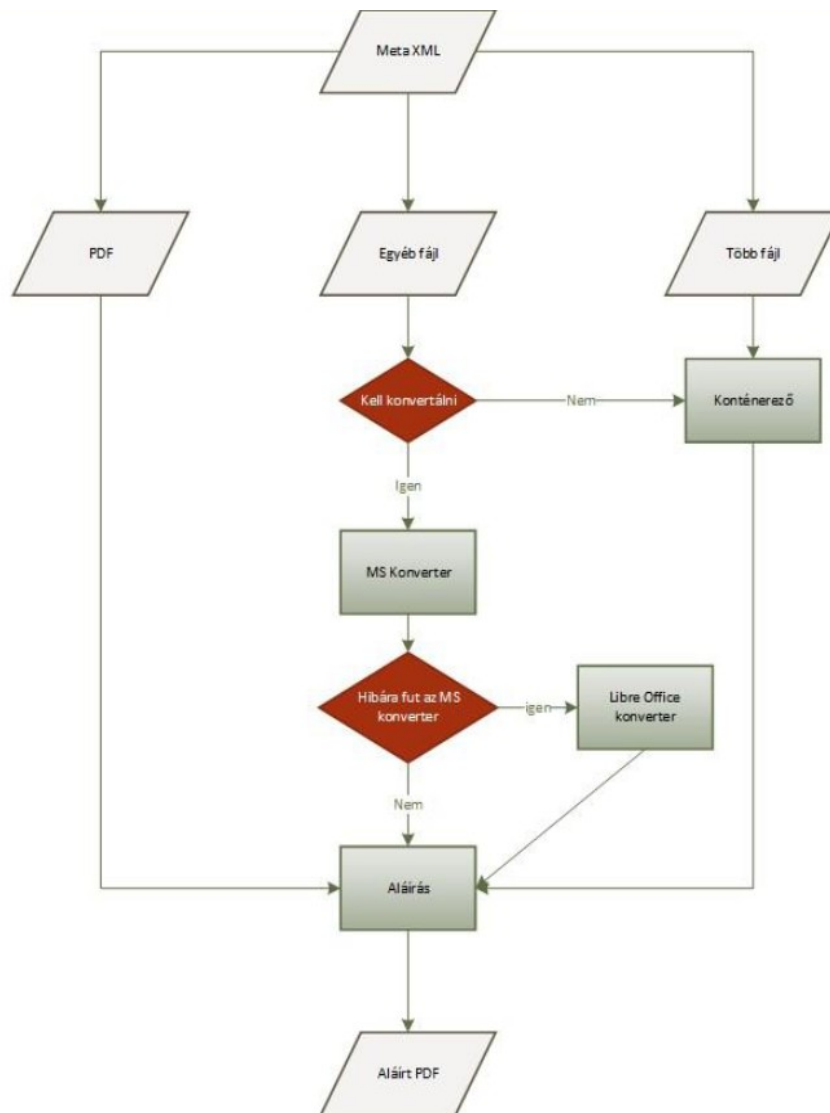 Meta XML
PDF
Egyéb fájl
Több fájl
Kell konvertálni
Nem
Konténerező
Igen
MS Konverter
Hibára fut az MS
konverter
igen
Libre Office
konverter
Nem
Aláírás
Aláírt PDF